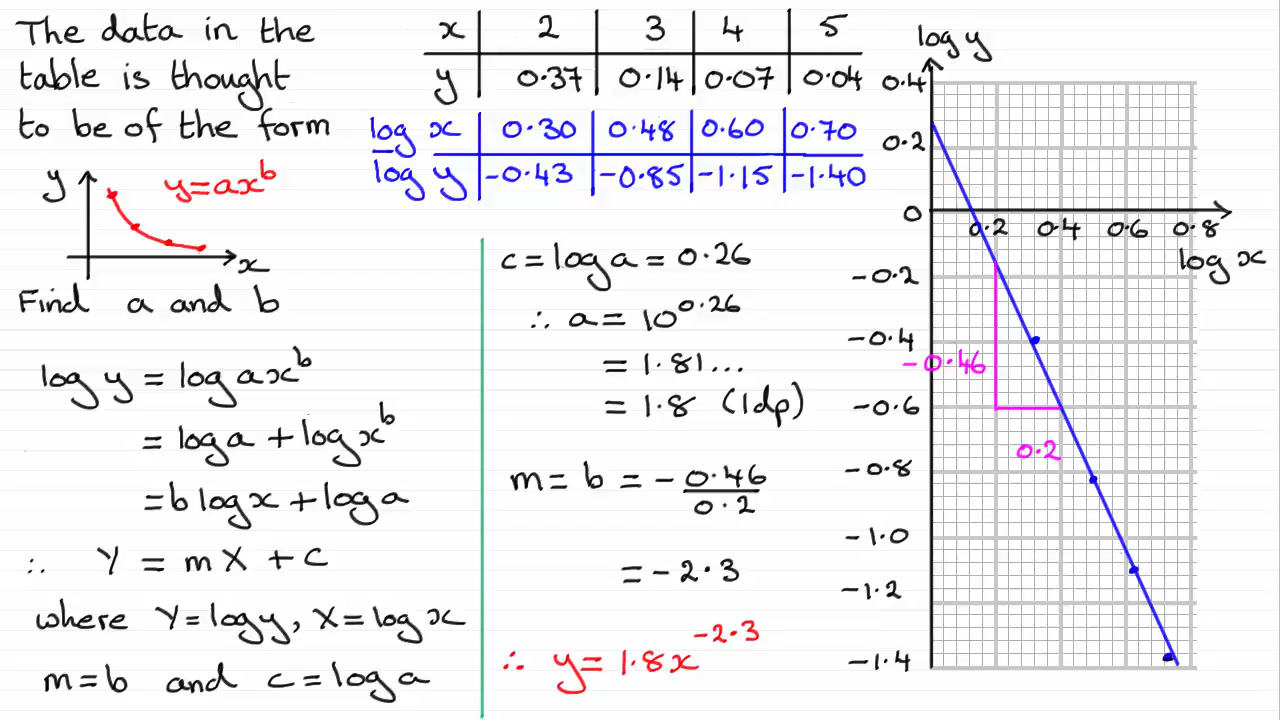 The data in the
table is thought
to be of the form
y
y=axᵇ
x
Find a and b
log y = log axᵇ
= log a + log xᵇ
= b log x + log a
∴ Y = mX + c
where Y = log y, X = log x
m = b and c = log a
x 2 3 4 5
y 0.37 0.14 0.07 0.04
log x 0.30 0.48 0.60 0.70
log y -0.43 -0.85 -1.15 -1.40
c = log a = 0.26
∴ a = 10^0.26
= 1.81...
= 1.8 (1dp)
m = b = - 0.46
0.2
= -2.3
∴ y = 1.8x^-2.3
log y
0.4
0.2
0
0.2 0.4 0.6 0.8
log x
-0.2
-0.4
-0.46
-0.6
0.2
-0.8
-1.0
-1.2
-1.4